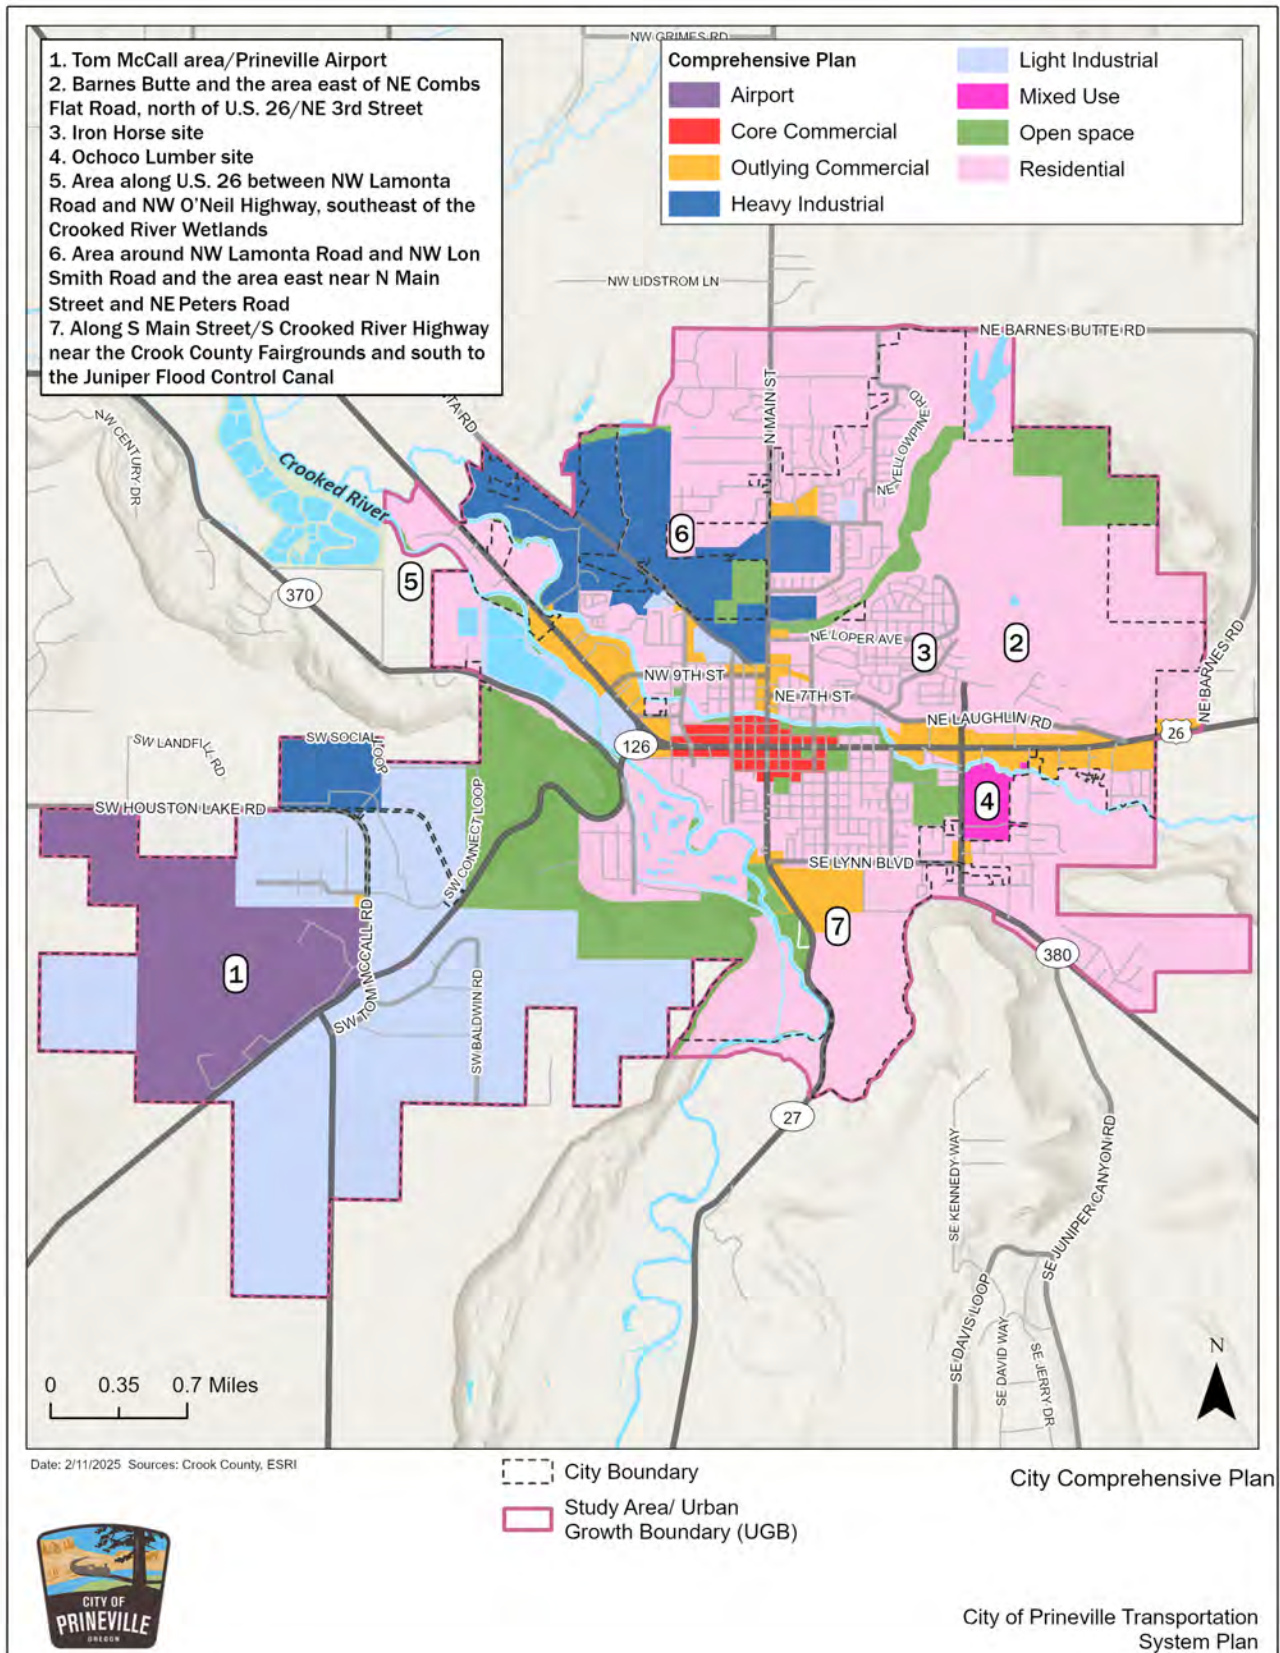 1. Tom McCall area/Prineville Airport
2. Barnes Butte and the area east of NE Combs
Flat Road, north of U.S. 26/NE 3rd Street
3. Iron Horse site
4. Ochoco Lumber site
5. Area along U.S. 26 between NW Lamonta
Road and NW O'Neil Highway, southeast of the
Crooked River Wetlands
6. Area around NW Lamonta Road and NW Lon
Smith Road and the area east near N Main
Street and NE Peters Road
7. Along S Main Street/S Crooked River Highway
near the Crook County Fairgrounds and south to
the Juniper Flood Control Canal
NW GRIMES RD
Comprehensive Plan
Airport
Core Commercial
Outlying Commercial
Heavy Industrial
Light Industrial
Mixed Use
Open space
Residential
NW LIDSTROM LN
NE BARNES BUTTE RD
N MAIN ST
NE YELLOWPINE RD
TA RD
NW CENTURY DR
Crooked River
6
5
370
NE LOPER AVE
3
2
NW 9TH ST
NE 7TH ST
NE LAUGHLIN RD
NE BARNES RD
26
126
SW LANDFILL RD
SW SOCIAL LOOP
SW HOUSTON LAKE RD
SW CONNECT LOOP
4
SE LYNN BLVD
7
380
1
SW TOM MCCALL RD
SW BALDWIN RD
27
SE KENNEDY WAY
SE JUNIPER CANYON RD
SE DAVIS LOOP
SE DAVID WAY
SE JERRY DR
N
0 0.35 0.7 Miles
Date: 2/11/2025 Sources: Crook County, ESRI
City Boundary
Study Area/ Urban
Growth Boundary (UGB)
City Comprehensive Plan
CITY OF
PRINEVILLE
OREGON
City of Prineville Transportation
System Plan